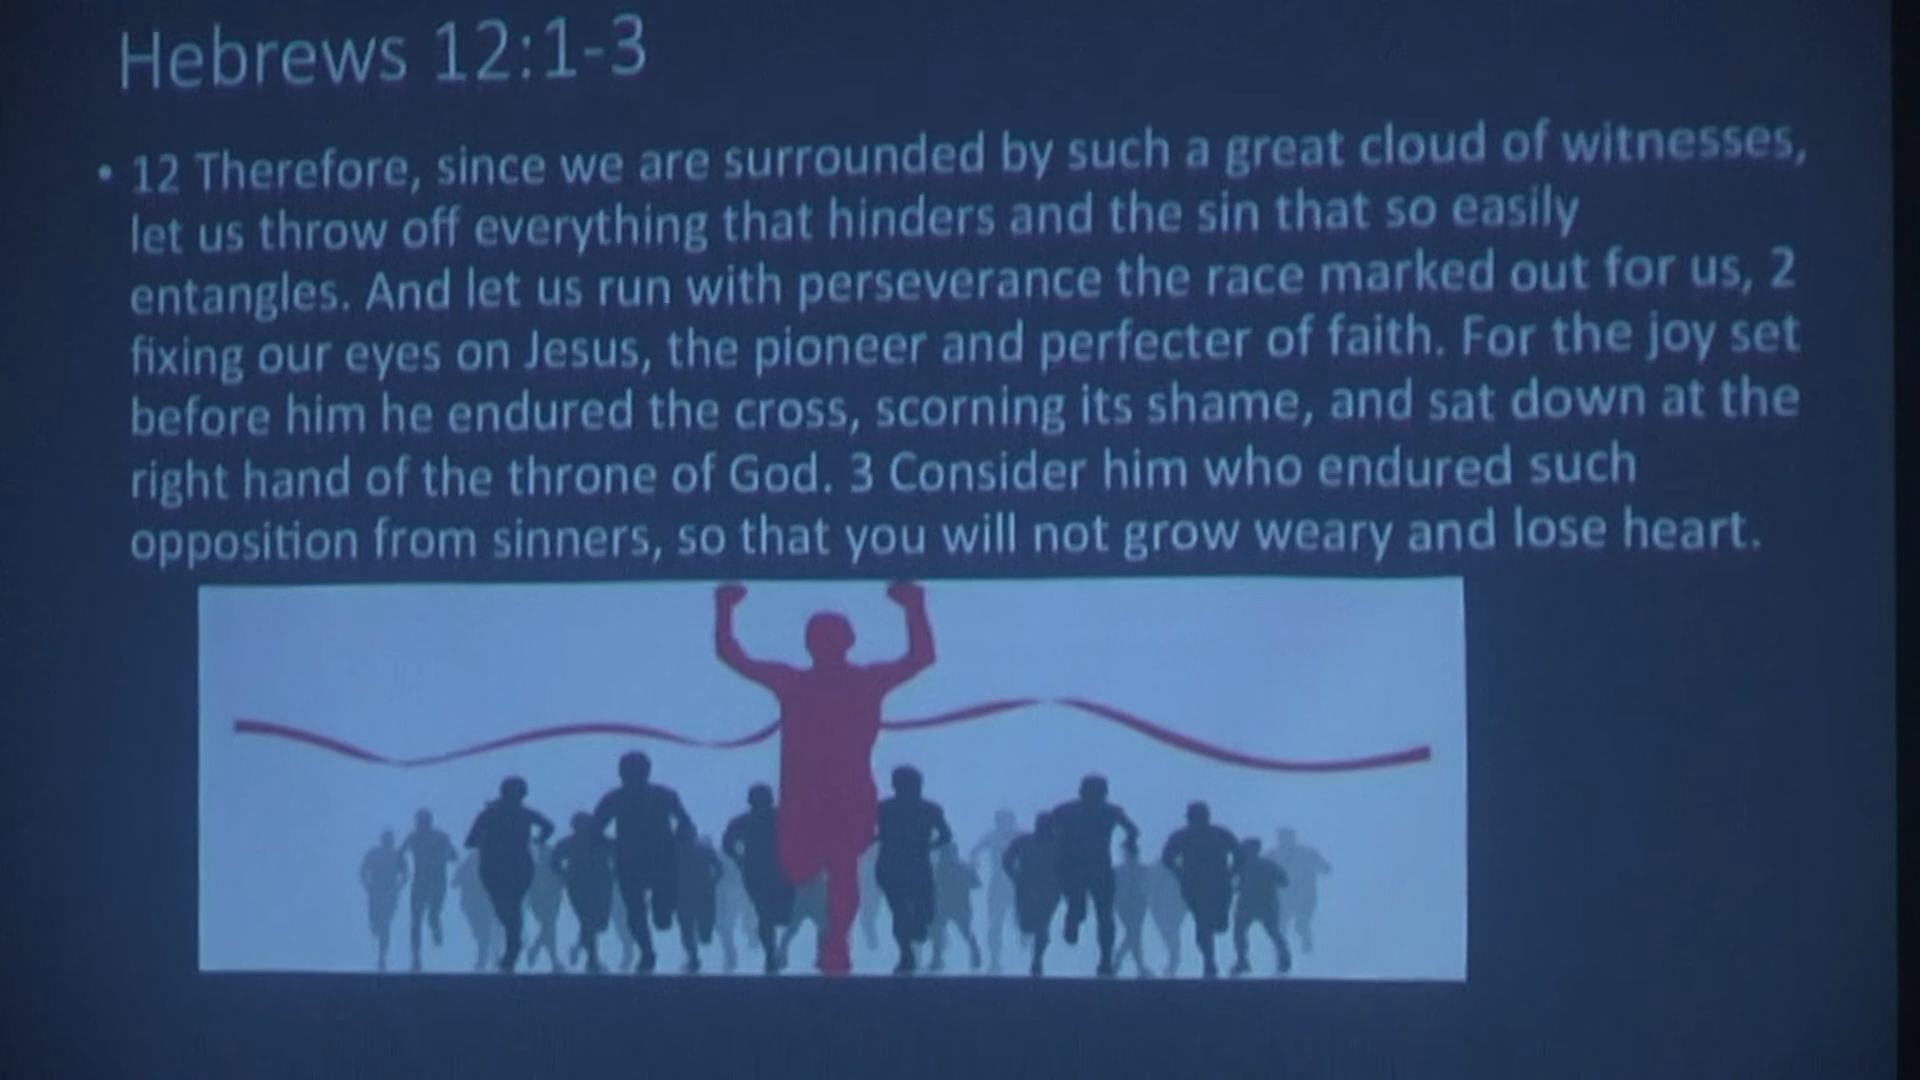 Hebrews 12:1-3
• 12 Therefore, since we are surrounded by such a great cloud of witnesses,
let us throw off everything that hinders and the sin that so easily
entangles. And let us run with perseverance the race marked out for us, 2
fixing our eyes on Jesus, the pioneer and perfecter of faith. For the joy set
before him he endured the cross, scorning its shame, and sat down at the
right hand of the throne of God. 3 Consider him who endured such
opposition from sinners, so that you will not grow weary and lose heart.